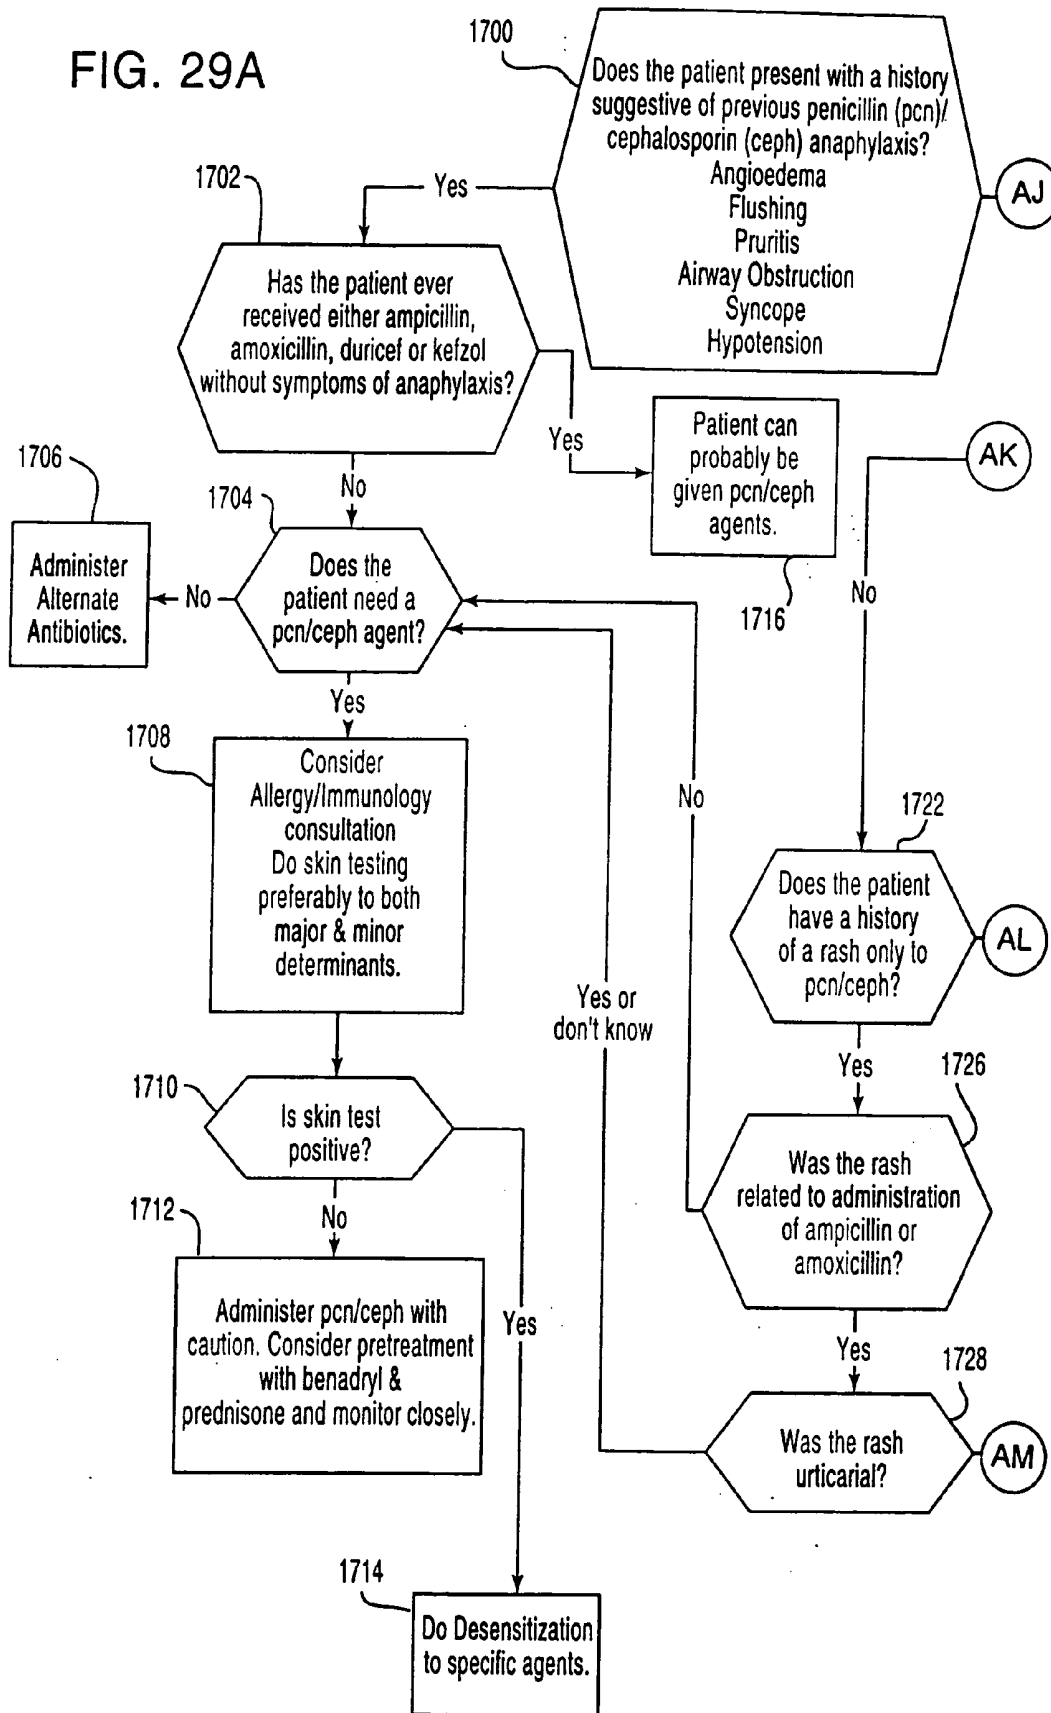 FIG. 29A
1700
Does the patient present with a history
suggestive of previous penicillin (pcn)/
cephalosporin (ceph) anaphylaxis?
Angioedema
Flushing
Pruritis
Airway Obstruction
Syncope
Hypotension
AJ
Yes
1702
Has the patient ever
received either ampicillin,
amoxicillin, duricef or kefzol
without symptoms of anaphylaxis?
Yes
Patient can
probably be
given pcn/ceph
agents.
1716
AK
No
No
1704
Does the
patient need a
pcn/ceph agent?
No
1706
Administer
Alternate
Antibiotics.
Yes
1708
Consider
Allergy/Immunology
consultation
Do skin testing
preferably to both
major & minor
determinants.
No
Yes or
don't know
1722
Does the patient
have a history
of a rash only to
pcn/ceph?
AL
Yes
1710
Is skin test
positive?
No
1712
Administer pcn/ceph with
caution. Consider pretreatment
with benadryl &
prednisone and monitor closely.
Yes
1726
Was the rash
related to administration
of ampicillin or
amoxicillin?
Yes
1728
Was the rash
urticarial?
AM
1714
Do Desensitization
to specific agents.